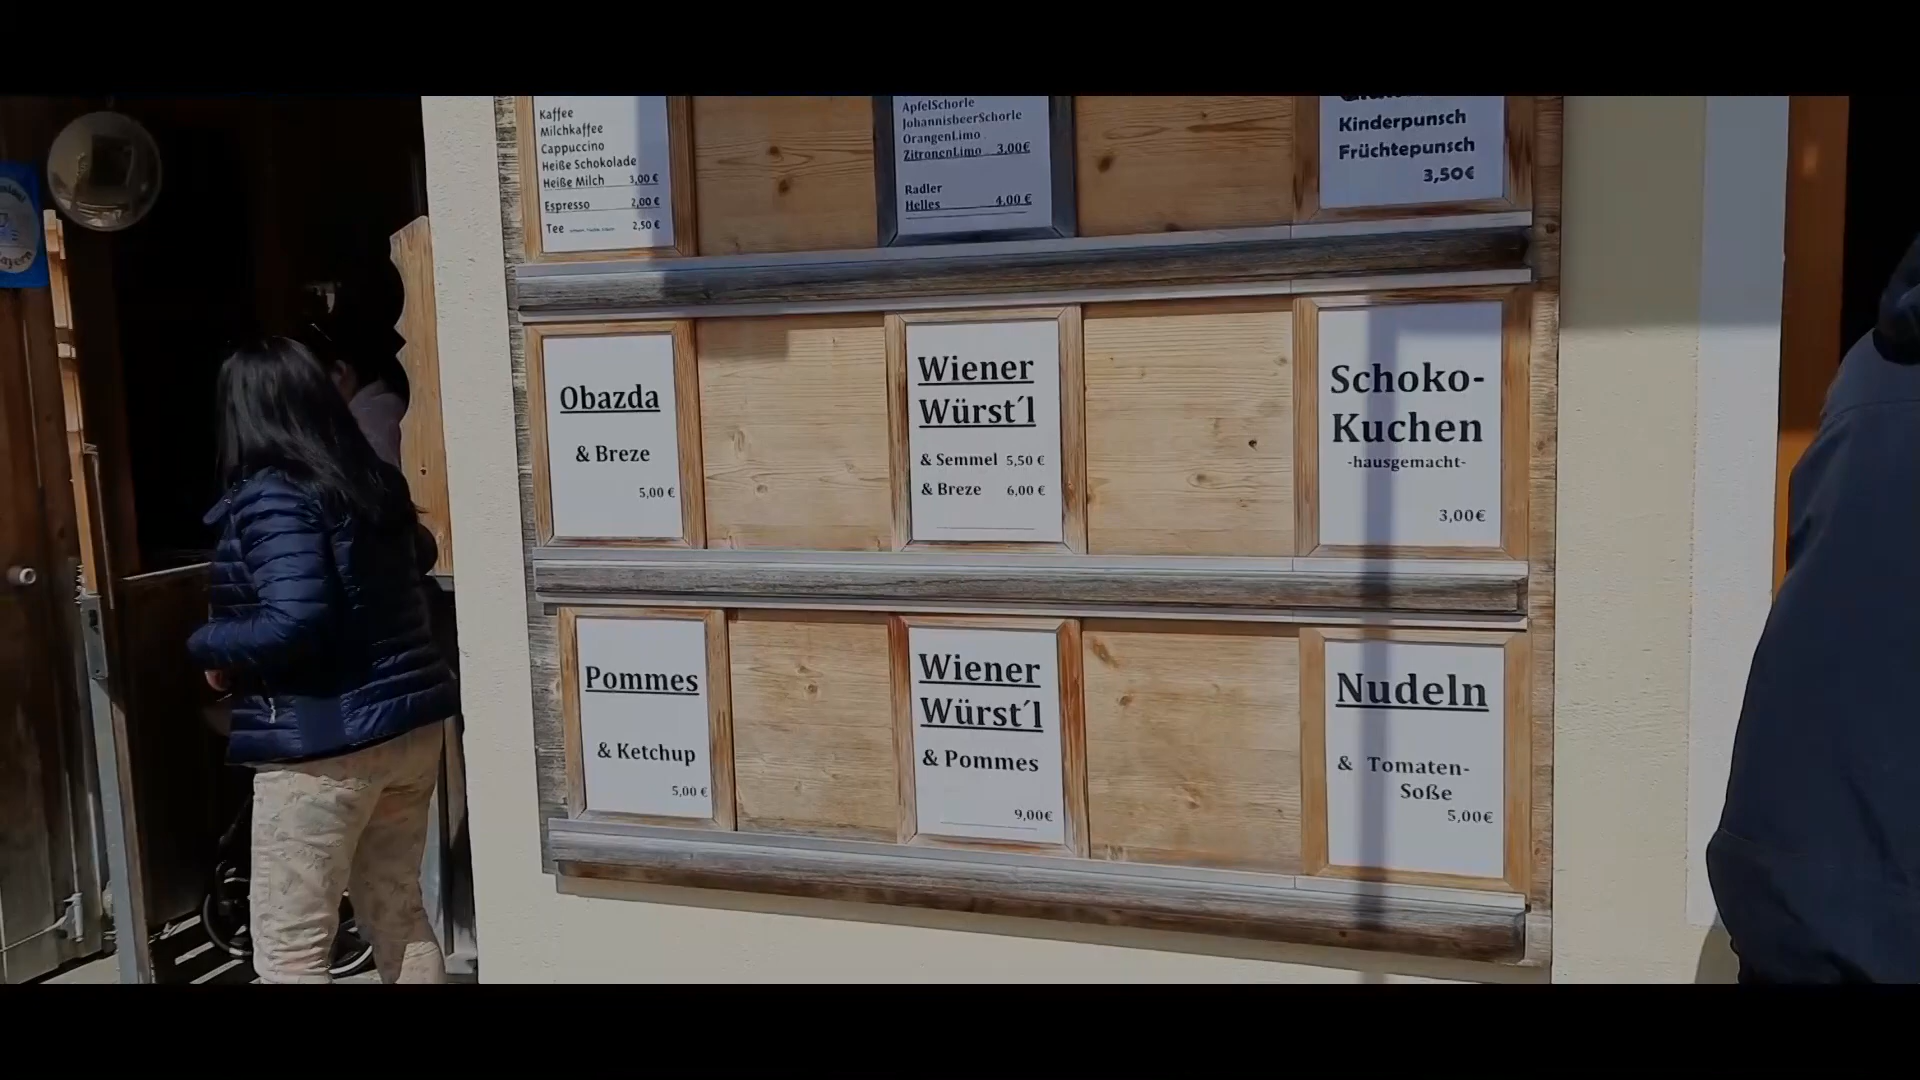 Kaffee
Milchkaffee
Cappuccino
Heiße Schokolade
Heiße Milch 3,00 €
Espresso 2,00 €
Tee 2,50 €
ApfelSchorle
JohannisbeerSchorle
OrangenLimo
ZitronenLimo 3,00€
Radler
Helles 4,00 €
Kinderpunsch
Früchtepunsch
3,50€
Obazda
& Breze
5,00 €
Wiener
Würst´l
& Semmel 5,50 €
& Breze 6,00 €
Schoko-
Kuchen
-hausgemacht-
3,00€
Pommes
& Ketchup
5,00 €
Wiener
Würst´l
& Pommes
9,00€
Nudeln
& Tomaten-
Soße
5,00€